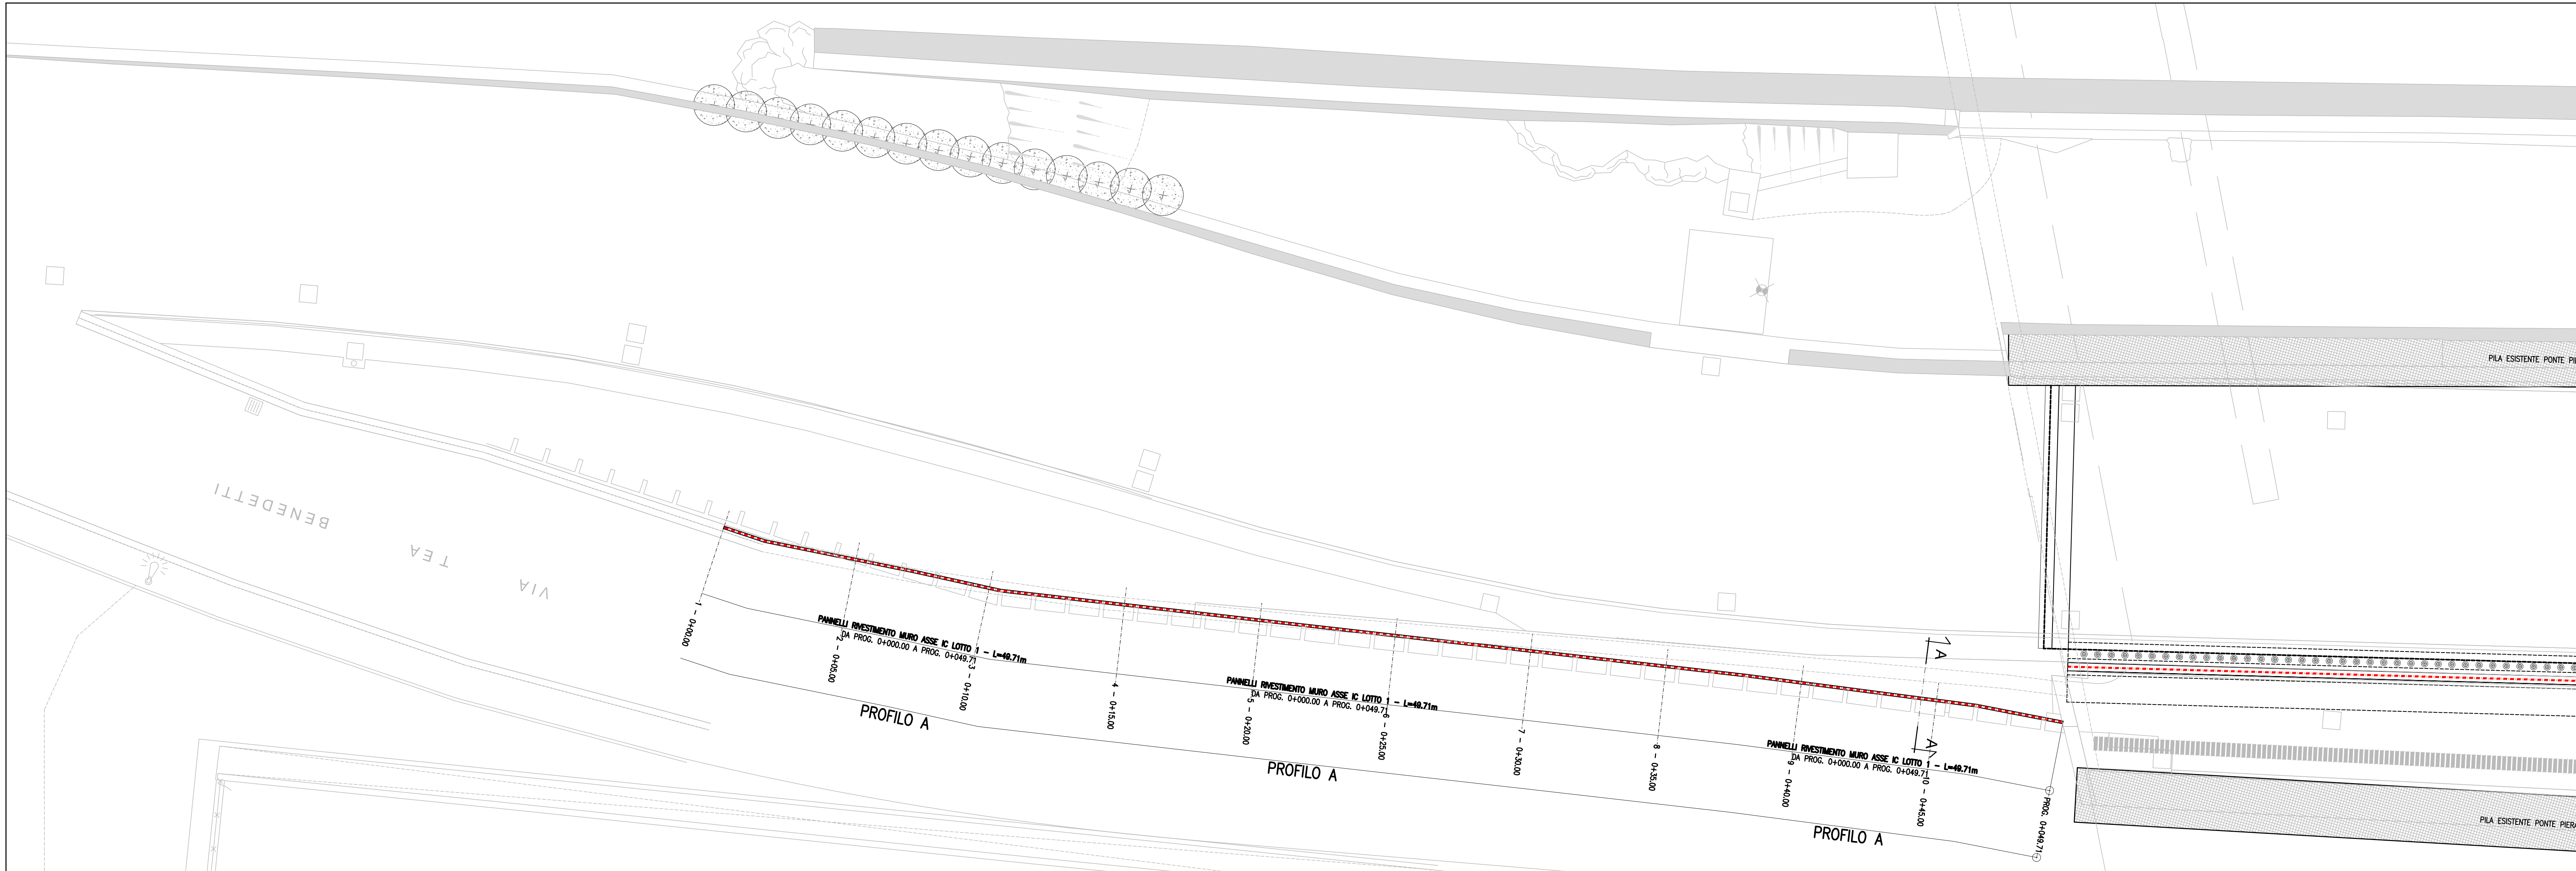 PILA ESISTENTE PONTE PI
VIA TEA BENEDETTI
1 - 0+00.00
2 - 0+05.00
3 - 0+10.00
4 - 0+15.00
5 - 0+20.00
6 - 0+25.00
7 - 0+30.00
8 - 0+35.00
9 - 0+40.00
10 - 0+45.00
PROG. 0+049.71
PANNELLI RIVESTIMENTO MURO ASSE IC LOTTO 1 - L=49.71m
DA PROG. 0+000.00 A PROG. 0+049.71
PROFILO A
PANNELLI RIVESTIMENTO MURO ASSE IC LOTTO 1 - L=49.71m
DA PROG. 0+000.00 A PROG. 0+049.71
PROFILO A
PANNELLI RIVESTIMENTO MURO ASSE IC LOTTO 1 - L=49.71m
DA PROG. 0+000.00 A PROG. 0+049.71
PROFILO A
A
A
PILA ESISTENTE PONTE PIERA